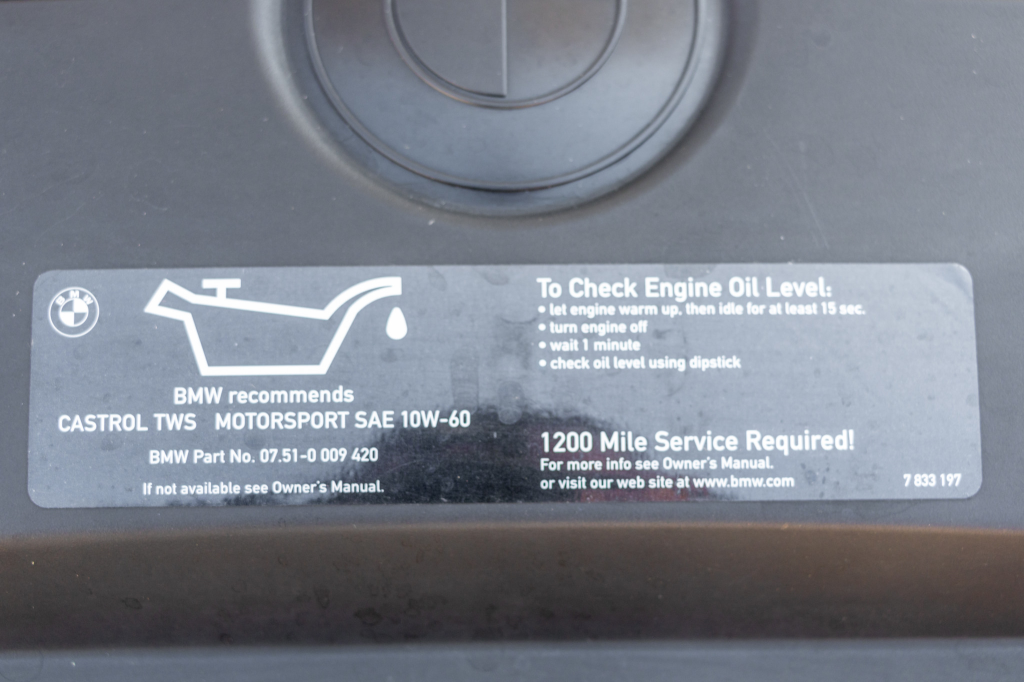 BMW
BMW recommends
CASTROL TWS MOTORSPORT SAE 10W-60
BMW Part No. 07.51-0 009 420
If not available see Owner's Manual.
To Check Engine Oil Level:
• let engine warm up, then idle for at least 15 sec.
• turn engine off
• wait 1 minute
• check oil level using dipstick
1200 Mile Service Required!
For more info see Owner's Manual.
or visit our web site at www.bmw.com
7 833 197